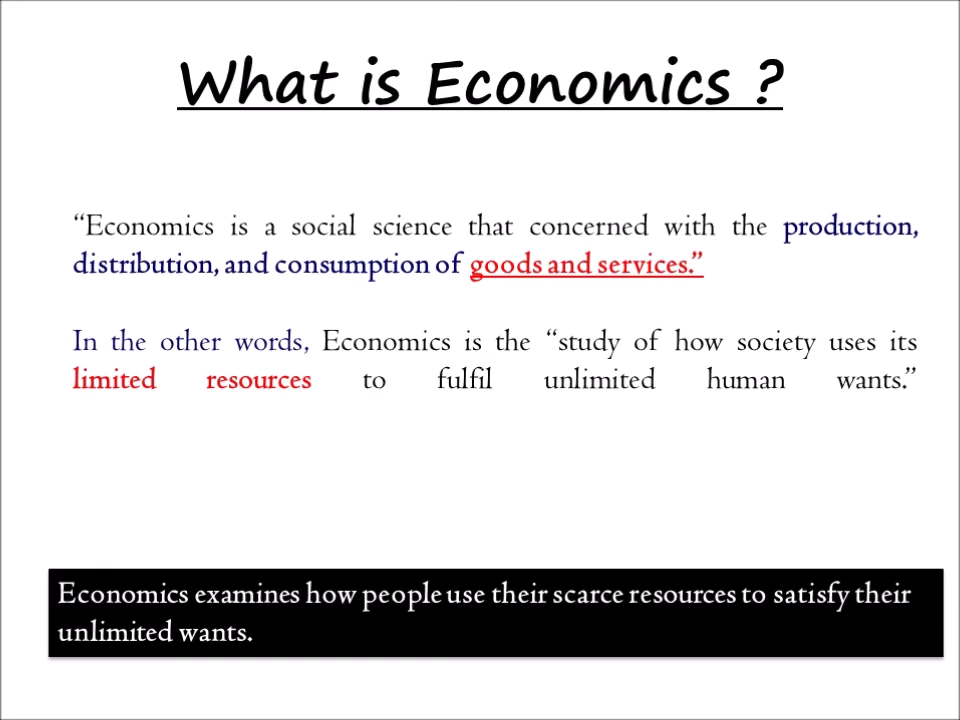 What is Economics ?
“Economics is a social science that concerned with the production,
distribution, and consumption of goods and services.”
In the other words, Economics is the “study of how society uses its
limited resources to fulfil unlimited human wants.”
Economics examines how people use their scarce resources to satisfy their
unlimited wants.